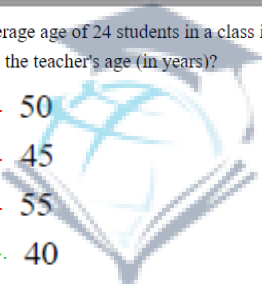 erage age of 24 students in a class i
the teacher's age (in years)?
50
45
55
40